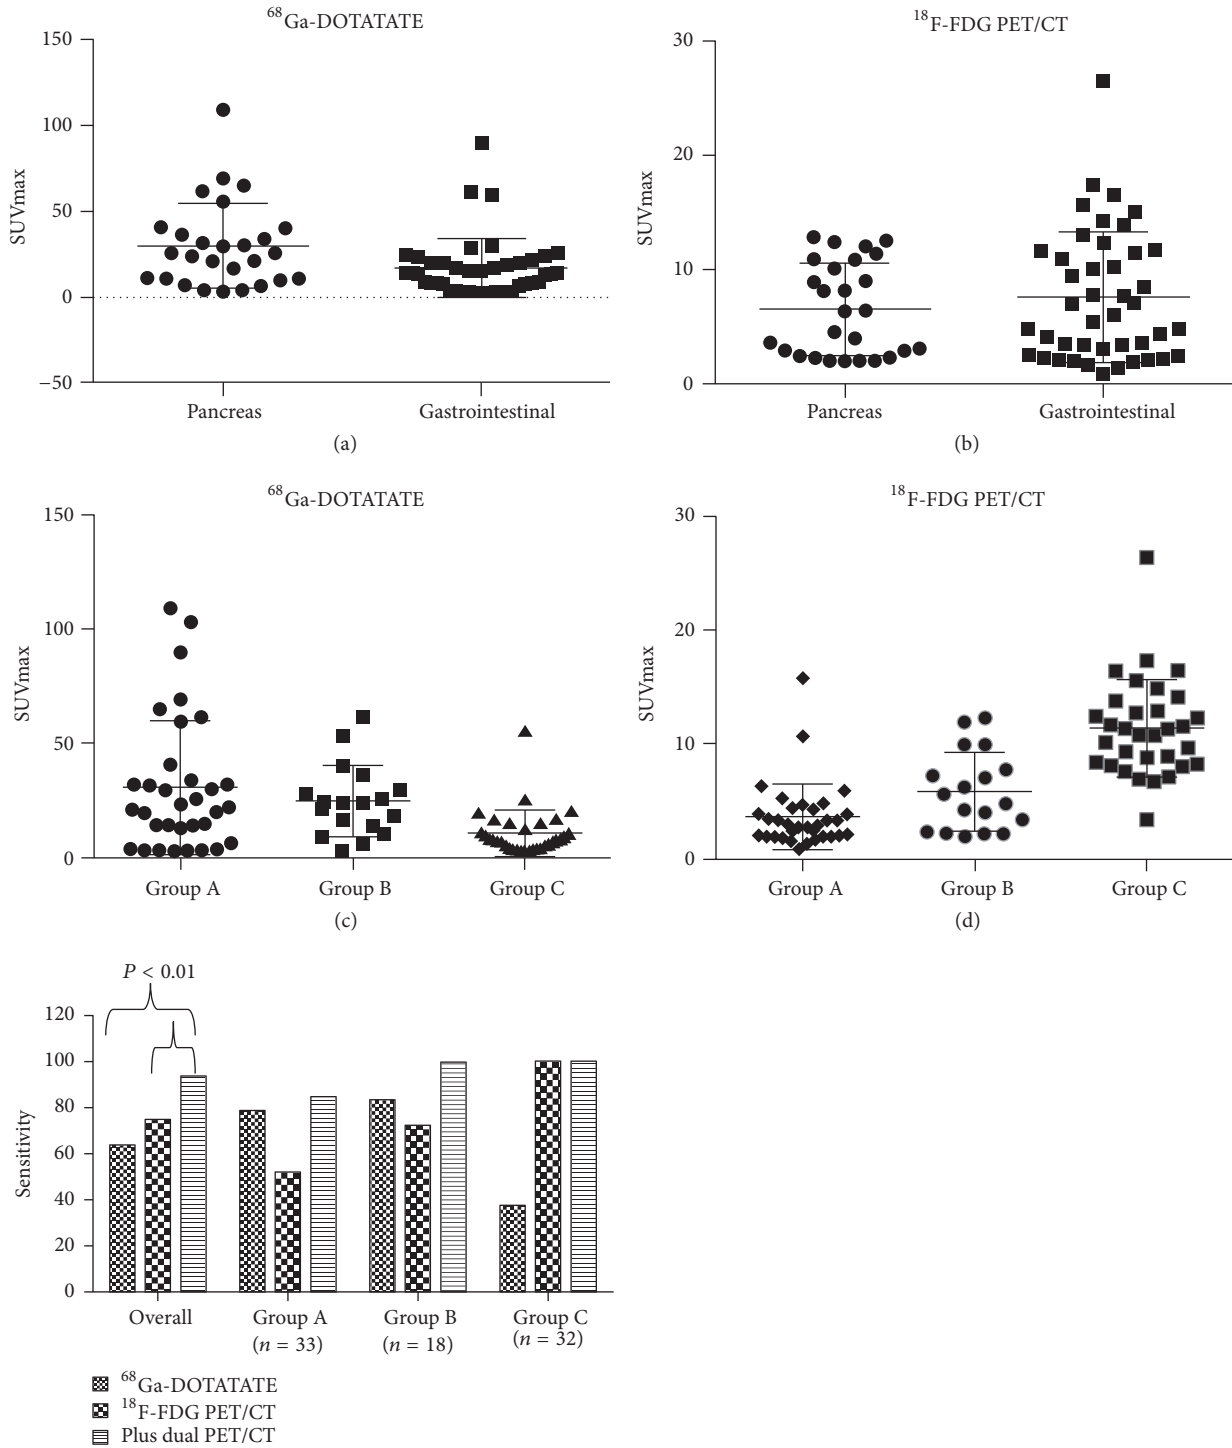 ⁶⁸Ga-DOTATATE
150
100
50
0
−50
SUVmax
Pancreas Gastrointestinal
(a)
¹⁸F-FDG PET/CT
30
20
10
0
SUVmax
Pancreas Gastrointestinal
(b)
⁶⁸Ga-DOTATATE
150
100
50
0
SUVmax
Group A Group B Group C
(c)
¹⁸F-FDG PET/CT
30
20
10
0
SUVmax
Group A Group B Group C
(d)
P < 0.01
120
100
80
60
40
20
0
Sensitivity
Overall Group A Group B Group C
(n = 33) (n = 18) (n = 32)
⁶⁸Ga-DOTATATE
¹⁸F-FDG PET/CT
Plus dual PET/CT